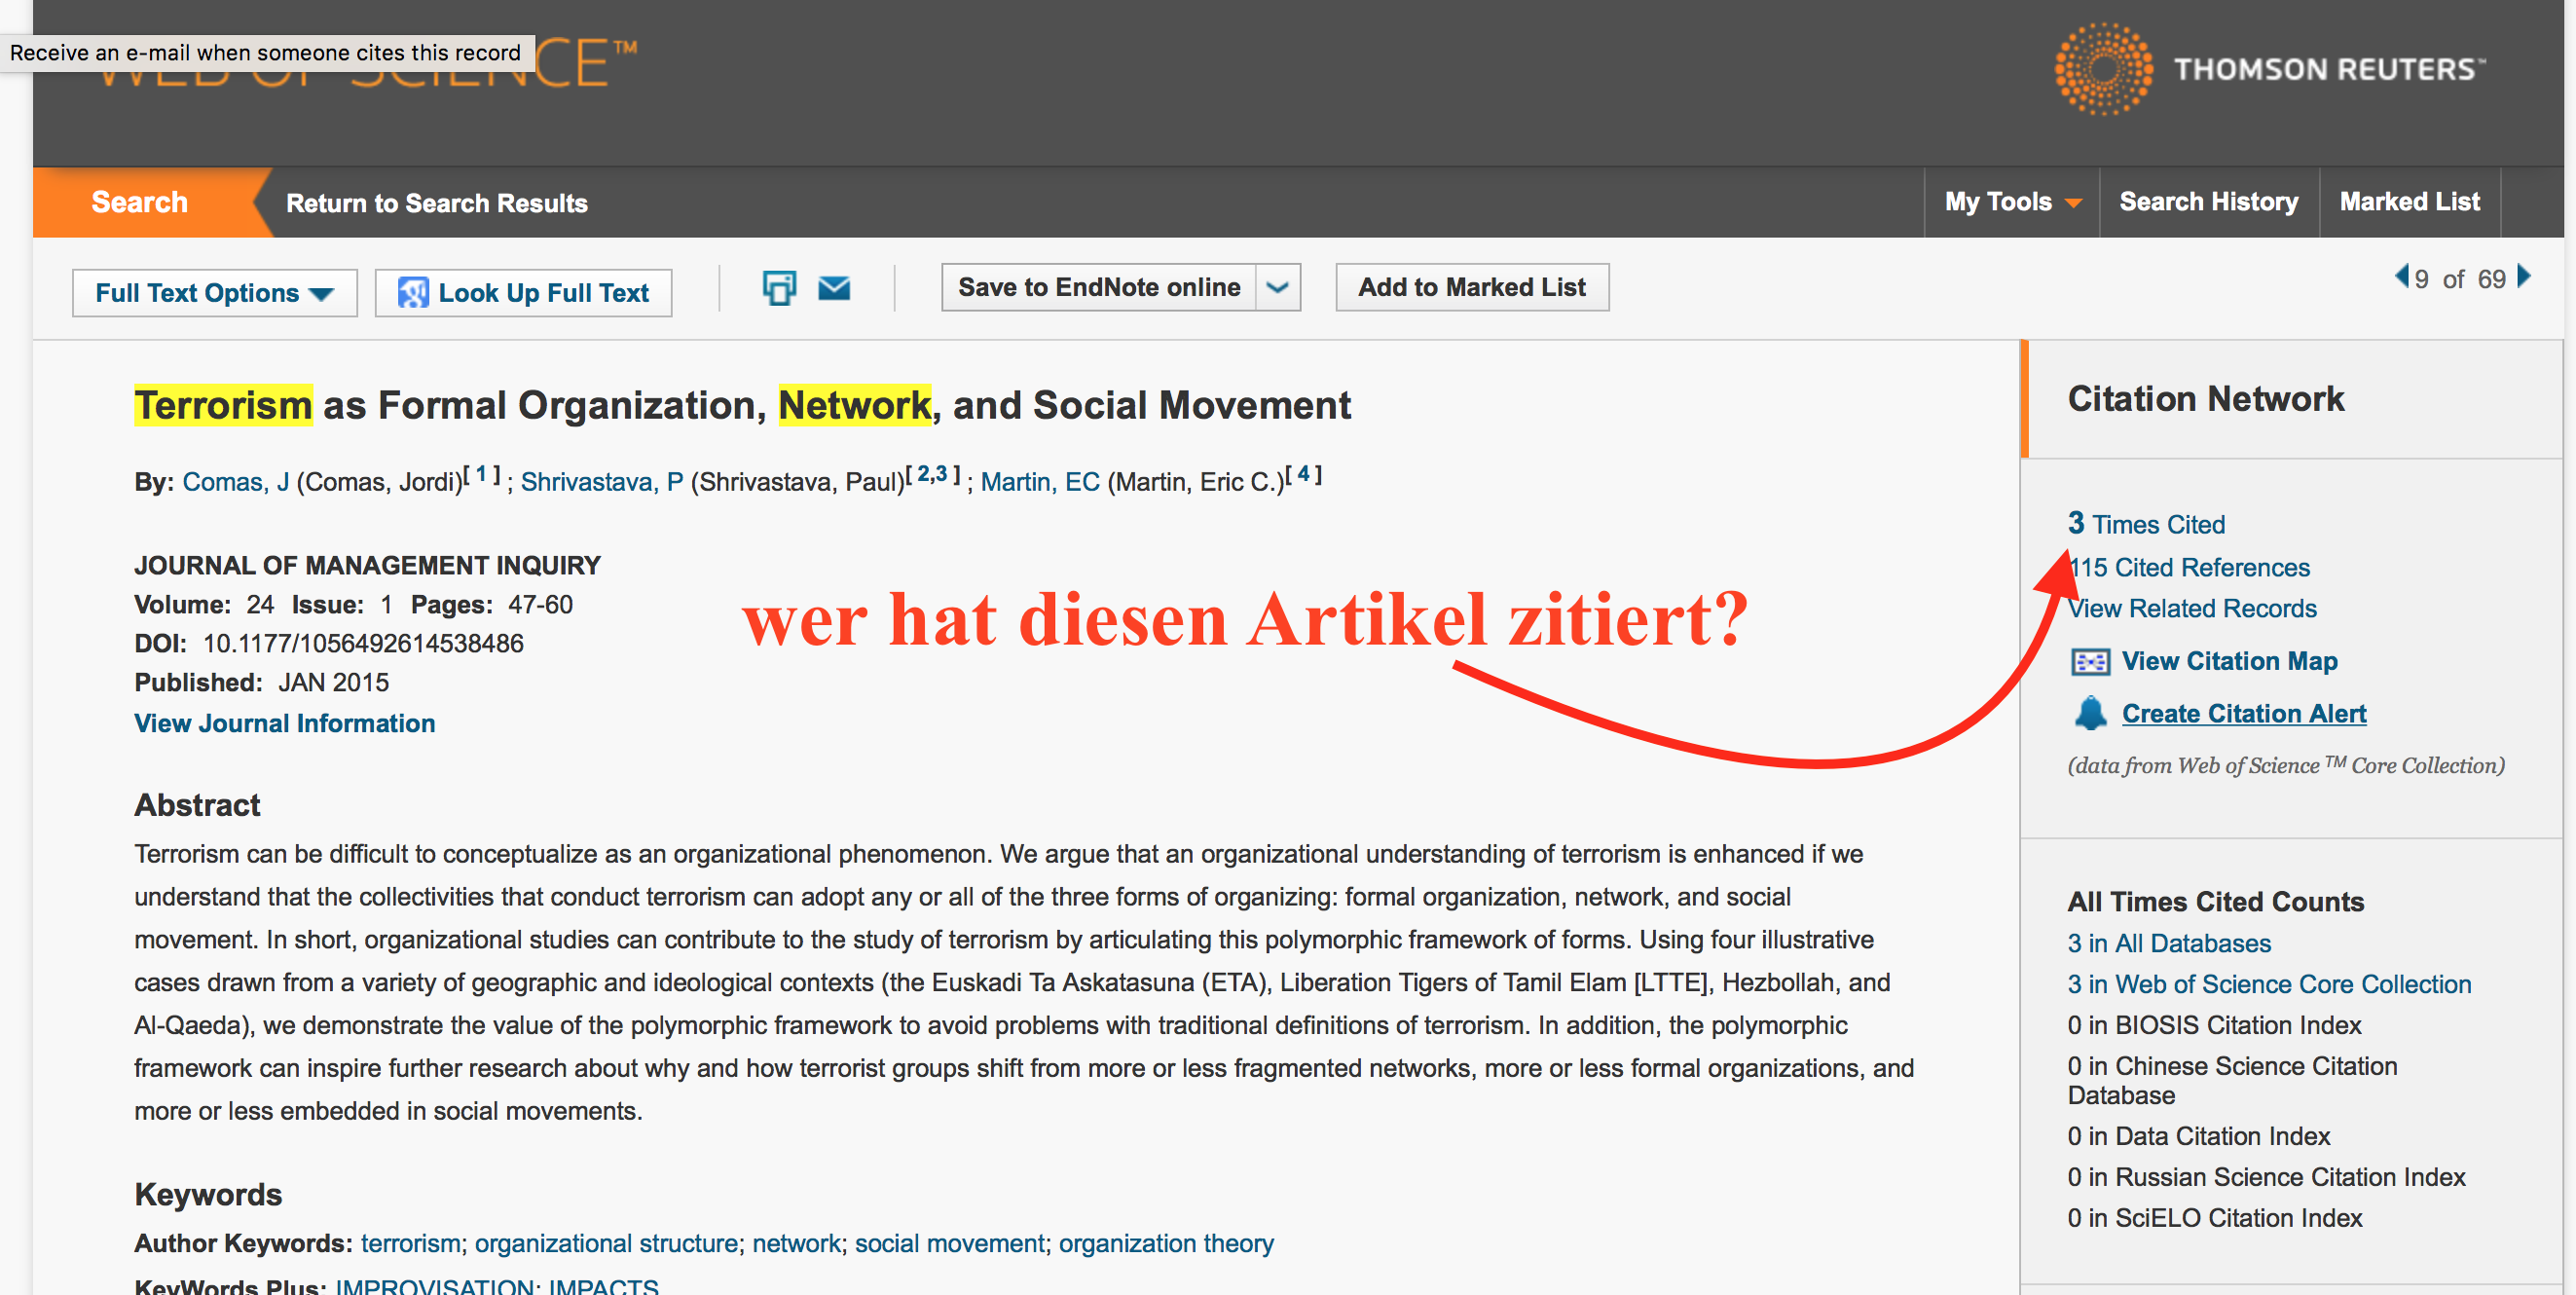 Receive an e-mail when someone cites this record
WEB OF SCIENCE™
THOMSON REUTERS™
Search
Return to Search Results
My Tools
Search History
Marked List
Full Text Options
Look Up Full Text
Save to EndNote online
Add to Marked List
9 of 69
Terrorism as Formal Organization, Network, and Social Movement
By: Comas, J (Comas, Jordi)[ 1 ] ; Shrivastava, P (Shrivastava, Paul)[ 2,3 ] ; Martin, EC (Martin, Eric C.)[ 4 ]
JOURNAL OF MANAGEMENT INQUIRY
Volume: 24 Issue: 1 Pages: 47-60
DOI: 10.1177/1056492614538486
Published: JAN 2015
View Journal Information
wer hat diesen Artikel zitiert?
Abstract
Terrorism can be difficult to conceptualize as an organizational phenomenon. We argue that an organizational understanding of terrorism is enhanced if we
understand that the collectivities that conduct terrorism can adopt any or all of the three forms of organizing: formal organization, network, and social
movement. In short, organizational studies can contribute to the study of terrorism by articulating this polymorphic framework of forms. Using four illustrative
cases drawn from a variety of geographic and ideological contexts (the Euskadi Ta Askatasuna (ETA), Liberation Tigers of Tamil Elam [LTTE], Hezbollah, and
Al-Qaeda), we demonstrate the value of the polymorphic framework to avoid problems with traditional definitions of terrorism. In addition, the polymorphic
framework can inspire further research about why and how terrorist groups shift from more or less fragmented networks, more or less formal organizations, and
more or less embedded in social movements.
Keywords
Author Keywords: terrorism; organizational structure; network; social movement; organization theory
KeyWords Plus: IMPROVISATION; IMPACTS
Citation Network
3 Times Cited
115 Cited References
View Related Records
View Citation Map
Create Citation Alert
(data from Web of Science ™ Core Collection)
All Times Cited Counts
3 in All Databases
3 in Web of Science Core Collection
0 in BIOSIS Citation Index
0 in Chinese Science Citation
Database
0 in Data Citation Index
0 in Russian Science Citation Index
0 in SciELO Citation Index